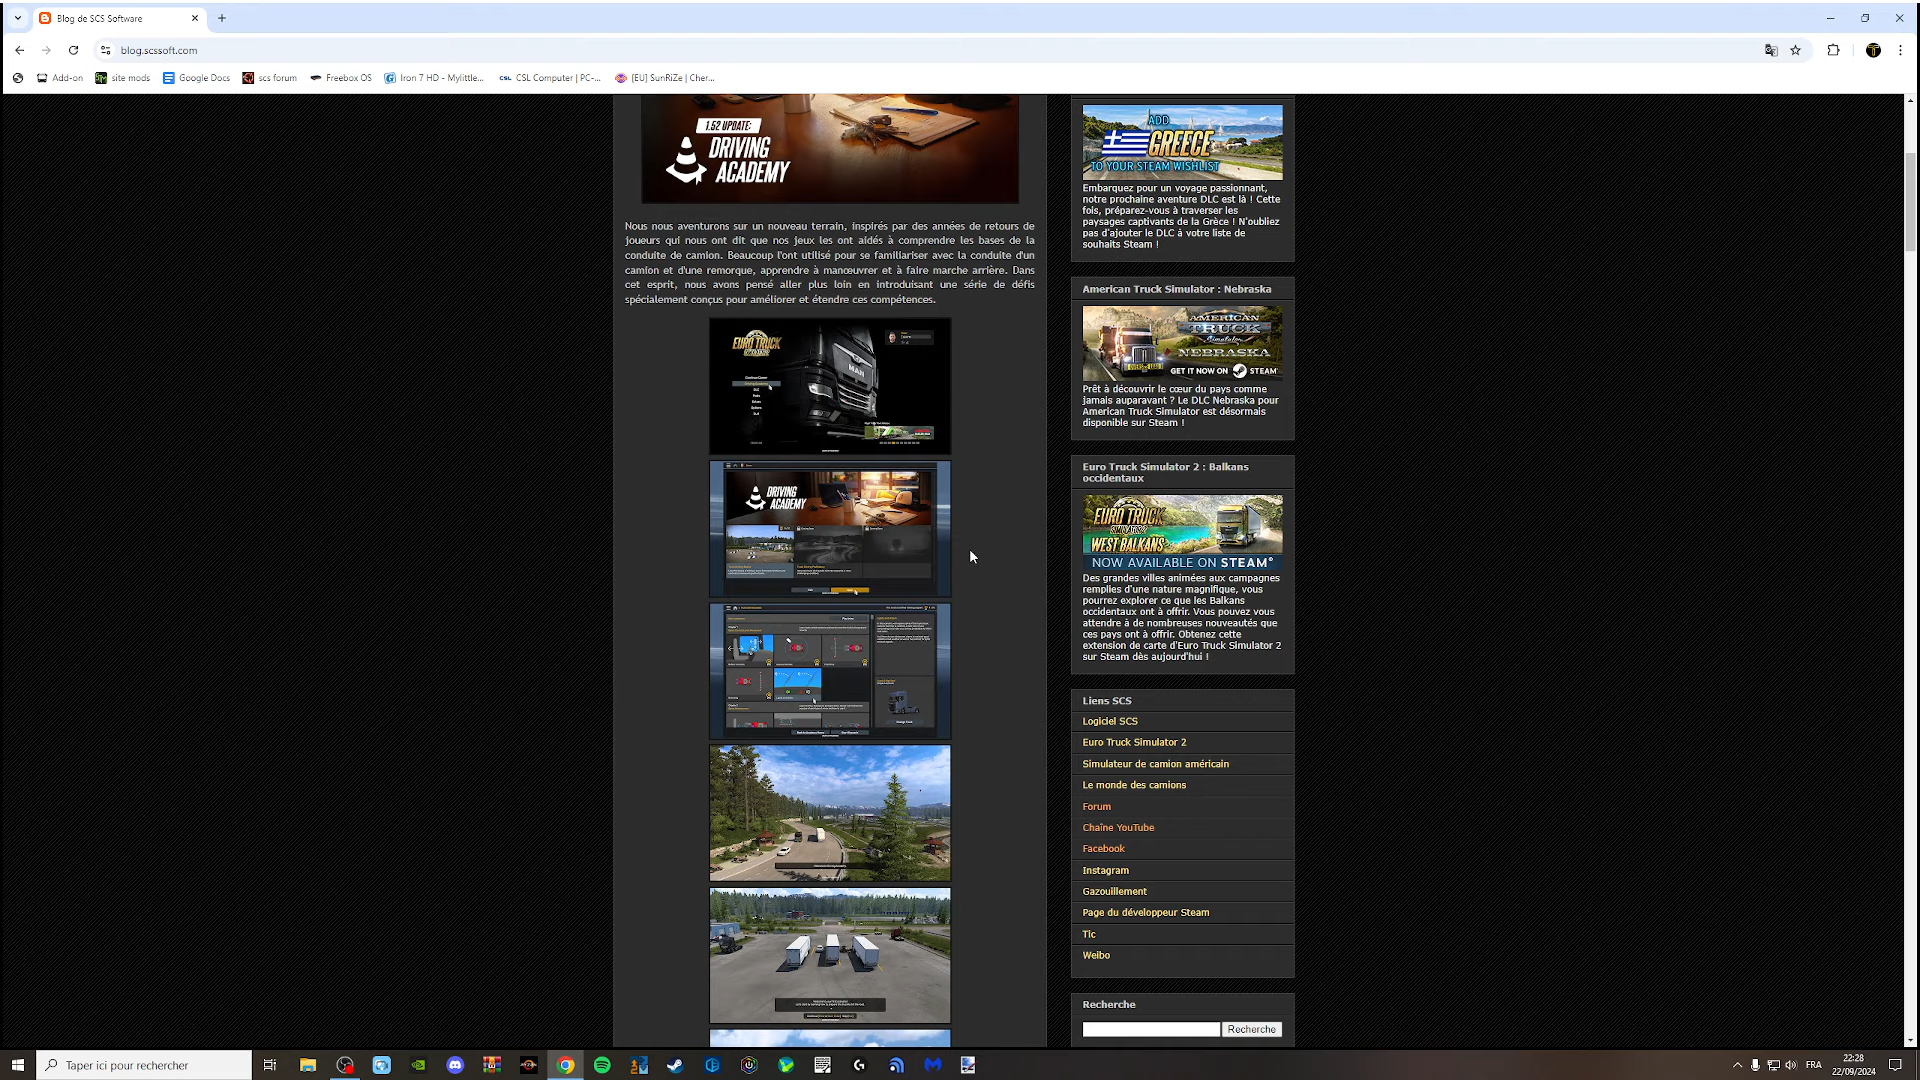 Blog de SCS Software
blog.scssoft.com
Add-on
site mods
Google Docs
scs forum
Freebox OS
Iron 7 HD - Mylittle...
CSL Computer | PC-...
[EU] SunRiZe | Cher...
1.52 UPDATE:
DRIVING
ACADEMY
Nous nous aventurons sur un nouveau terrain, inspirés par des années de retours de
joueurs qui nous ont dit que nos jeux les ont aidés à comprendre les bases de la
conduite de camion. Beaucoup l'ont utilisé pour se familiariser avec la conduite d'un
camion et d'une remorque, apprendre à manœuvrer et à faire marche arrière. Dans
cet esprit, nous avons pensé aller plus loin en introduisant une série de défis
spécialement conçus pour améliorer et étendre ces compétences.
EURO TRUCK
MAN
DRIVING
ACADEMY
ADD
GREECE
TO YOUR STEAM WISHLIST
Embarquez pour un voyage passionnant,
notre prochaine aventure DLC est là ! Cette
fois, préparez-vous à traverser les
paysages captivants de la Grèce ! N'oubliez
pas d'ajouter le DLC à votre liste de
souhaits Steam !
American Truck Simulator : Nebraska
AMERICAN
TRUCK
Simulator
NEBRASKA
GET IT NOW ON STEAM
Prêt à découvrir le cœur du pays comme
jamais auparavant ? Le DLC Nebraska pour
American Truck Simulator est désormais
disponible sur Steam !
Euro Truck Simulator 2 : Balkans
occidentaux
EURO TRUCK
SIMULATOR 2
WEST BALKANS
NOW AVAILABLE ON STEAM®
Des grandes villes animées aux campagnes
remplies d'une nature magnifique, vous
pourrez explorer ce que les Balkans
occidentaux ont à offrir. Vous pouvez vous
attendre à de nombreuses nouveautés que
ces pays ont à offrir. Obtenez cette
extension de carte d'Euro Truck Simulator 2
sur Steam dès aujourd'hui !
Liens SCS
Logiciel SCS
Euro Truck Simulator 2
Simulateur de camion américain
Le monde des camions
Forum
Chaîne YouTube
Facebook
Instagram
Gazouillement
Page du développeur Steam
Tic
Weibo
Recherche
Recherche
Taper ici pour rechercher
FRA
22:28
22/09/2024